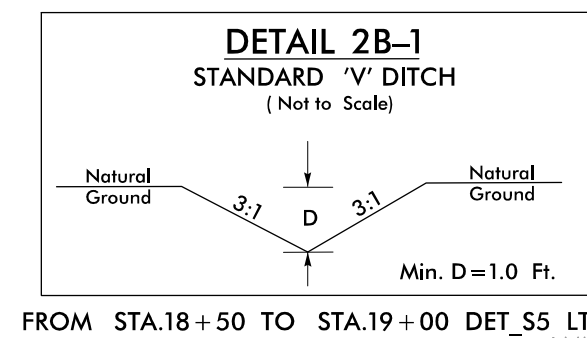 DETAIL 2B–1
STANDARD 'V' DITCH
( Not to Scale)
Natural
Ground
3:1
D
3:1
Natural
Ground
Min. D=1.0 Ft.
FROM STA.18+50 TO STA.19+00 DET_S5 LT